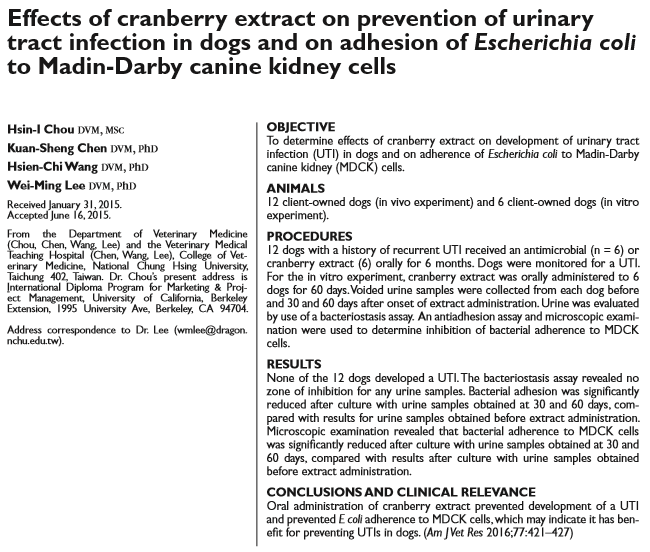 Effects of cranberry extract on prevention of urinary
tract infection in dogs and on adhesion of Escherichia coli
to Madin-Darby canine kidney cells
Hsin-I Chou DVM, MSC
Kuan-Sheng Chen DVM, PhD
Hsien-Chi Wang DVM, PhD
Wei-Ming Lee DVM, PhD
Received January 31, 2015.
Accepted June 16, 2015.
From the Department of Veterinary Medicine
(Chou, Chen, Wang, Lee) and the Veterinary Medical
Teaching Hospital (Chen, Wang, Lee), College of Vet-
erinary Medicine, National Chung Hsing University,
Taichung 402, Taiwan. Dr. Chou's present address is
International Diploma Program for Marketing & Proj-
ect Management, University of California, Berkeley
Extension, 1995 University Ave, Berkeley, CA 94704.
Address correspondence to Dr. Lee (wmlee@dragon.
nchu.edu.tw).
OBJECTIVE
To determine effects of cranberry extract on development of urinary tract
infection (UTI) in dogs and on adherence of Escherichia coli to Madin-Darby
canine kidney (MDCK) cells.
ANIMALS
12 client-owned dogs (in vivo experiment) and 6 client-owned dogs (in vitro
experiment).
PROCEDURES
12 dogs with a history of recurrent UTI received an antimicrobial (n = 6) or
cranberry extract (6) orally for 6 months. Dogs were monitored for a UTI.
For the in vitro experiment, cranberry extract was orally administered to 6
dogs for 60 days. Voided urine samples were collected from each dog before
and 30 and 60 days after onset of extract administration. Urine was evaluated
by use of a bacteriostasis assay. An antiadhesion assay and microscopic exami-
nation were used to determine inhibition of bacterial adherence to MDCK
cells.
RESULTS
None of the 12 dogs developed a UTI. The bacteriostasis assay revealed no
zone of inhibition for any urine samples. Bacterial adhesion was significantly
reduced after culture with urine samples obtained at 30 and 60 days, com-
pared with results for urine samples obtained before extract administration.
Microscopic examination revealed that bacterial adherence to MDCK cells
was significantly reduced after culture with urine samples obtained at 30 and
60 days, compared with results after culture with urine samples obtained
before extract administration.
CONCLUSIONS AND CLINICAL RELEVANCE
Oral administration of cranberry extract prevented development of a UTI
and prevented E coli adherence to MDCK cells, which may indicate it has ben-
efit for preventing UTIs in dogs. (Am J Vet Res 2016;77:421–427)